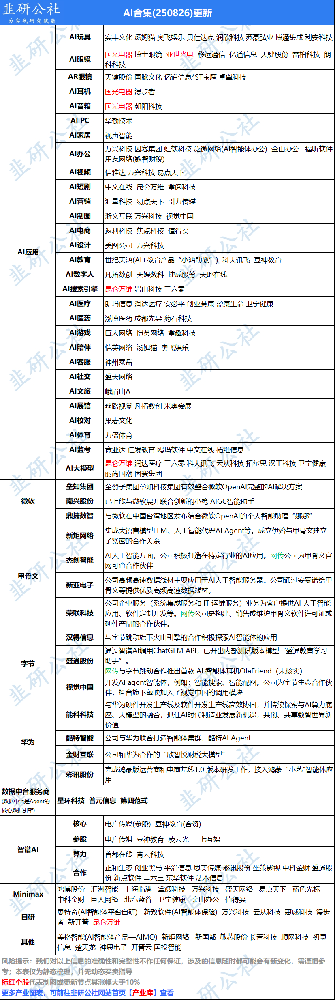 韭研公社
为实战研究赋能
AI合集(250826)更新
AI应用
AI玩具
实丰文化 汤姆猫 奥飞娱乐 贝仕达克 润欣科技 苏豪弘业 博通集成 利安科技
AI眼镜
国光电器 博士眼镜 亚世光电 移远通信 亿道信息 天键股份 雷柏科技 朗
科科技
AR眼镜
天键股份 国脉文化 亿道信息*ST宝鹰 卓翼科技
AI耳机
国光电器 漫步者
AI音箱
国光电器 朝阳科技
AI PC
华勤技术
AI家居
视声智能
AI办公
万兴科技 因赛集团 虹软科技 泛微网络(AI智能体办公) 金山办公 福昕软件
用友网络(数智财税)
AI视频
信雅达 万兴科技 易点天下
AI短剧
中文在线 昆仑万维 掌阅科技
AI营销
汇量科技 易点天下 引力传媒
AI制图
浙文互联 万兴科技 视觉中国
AI电商
返利科技 焦点科技 值得买
AI设计
美图公司 万兴科技
AI教育
世纪天鸿(AI+教育产品“小鸿助教”) 科大讯飞 豆神教育
AI数字人
凡拓数创 天娱数科 捷成股份 天地在线
AI搜索引擎
昆仑万维 岩山科技 三六零
AI医疗
朗玛信息 润达医疗 安必平 创业慧康 盈康生命 卫宁健康
AI医药
泓博医药 成都先导 药石科技
AI游戏
巨人网络 恺英网络 掌趣科技
AI陪伴
恺英网络 汤姆猫 奥飞娱乐
AI客服
神州泰岳
AI社交
盛天网络
AI文旅
峨眉山A
AI展馆
丝路视觉 凡拓数创 米奥会展
AI校对
果麦文化
AI体育
力盛体育
AI监考
竞业达 佳发教育 鸥玛软件 中文在线 拓维信息
AI大模型
昆仑万维 润达医疗 三六零 科大讯飞 云从科技 拓尔思 汉王科技 卫宁健康
丽尚国潮 因赛集团
微软
垒知集团
全资子集团垒知科技集团有效整合微软OpenAI完整的AI解决方案
南兴股份
已上线与微软展开联合创新的小鹭 AIGC智能助手
鼎捷数智
与微软在中国台湾地区发布结合微软OpenAI的个人智能助理“娜娜”
甲骨文
新炬网络
集成大语言模型LLM、人工智能代理AI Agent等。成立伊始与甲骨文建立
了紧密的合作关系
杰创智能
AI人工智能方面，公司积极打造在特定行业的AI应用。网传公司为甲骨文官
网可查合作伙伴
新亚电子
公司高频高速数据线材主要应用于AI人工智能服务器。公司通过安费诺给甲
骨文等提供优质高频高速数据线材。
荣联科技
公司企业服务（系统集成服务和 IT 运维服务）业务为客户提供AI 人工智能
应用、软件定制开发等。网传公司是构建、销售或维护甲骨文软件许可证或
硬件产品的合作伙伴。
字节
汉得信息
与字节跳动旗下火山引擎的合作积极探索AI智能体的应用
盛通股份
通过智谱AI调用ChatGLM API，已开出内部测试版本模型“盛通教育学习
助手”。
网传与字节跳动合作推出首款 AI 智能体耳机OlaFriend（未核实）
视觉中国
开发AI agent智能体，例如：智能搜索、智能配图。公司为字节生态合作伙
伴，抖音旗下剪映加入了视觉中国的调用模块
华为
能科科技
与华为硬件开发生产线及软件开发生产线高效协同，并持续探索与AI算力底
座、大模型的融合，抓住AI时代制造业发展新机遇，共创、共享数智世界新
价值
酷特智能
公司与华为联合打造智能体集群，酷特AI Agent
金财互联
公司和华为合作的“欣智悦财税大模型”
彩讯股份
完成鸿蒙版运营商和电商基线1.0 版本研发工作，接入鸿蒙“小艺"智能体应
用
数据中台服务商
(数据中台是Agent的
核心数据引擎)
星环科技 普元信息 第四范式
智谱AI
核心
电广传媒(参股) 豆神教育(合资)
参股
电广传媒 豆神教育 凌云光 三七互娱
算力
首都在线 青云科技
合作
正和生态 创业黑马 平治信息 思美传媒 彩讯股份 坐策影视 中科金财 盛通股
份 新点软件 二六三 东华软件 法本信息
Minimax
鸿博股份 汇洲智能 上海临港 掌阅科技 万兴科技 盛天网络 易点天下 蓝色光标
中科金财 巨人网络 北汽蓝谷 卫宁健康 金山办公 值得买
自研
思特奇(AI智能体平台自研) 新致软件(AI智能体保险) 万兴科技 云从科技 惠威科技 漫步
者 新开普 昆仑万维
其他
美格智能(AI智能体产品—AIMO) 新炬网络 新国都 敏芯股份 长青科技 顺网科技 初灵
信息 楚天龙 神思电子 开普云 国投智能
风险提示：我们对以上信息的准确性和完整性不作任何保证，涉及的信息随时都可能会有新变化，需谨慎参
考；本表仅为静态梳理，并无动态买卖指导
标红个股代表制图或更新节点其涨幅大于10%
更多产业图表，可前往韭研公社网站首页【产业库】查看